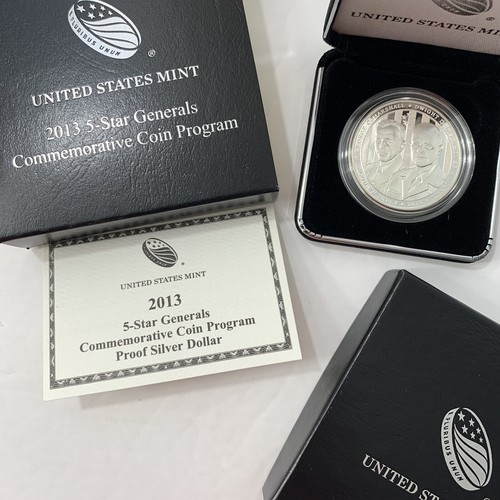 PLURIBUS UNUM
®
UNITED STATES MINT
2013 5-Star Generals
Commemorative Coin Program
UNITED STATES MINT
MARSHALL • DWIGHT D
UNITED STATES MINT
2013
5-Star Generals
Commemorative Coin Program
Proof Silver Dollar
PLURIBUS UNUM
UNITED STATES